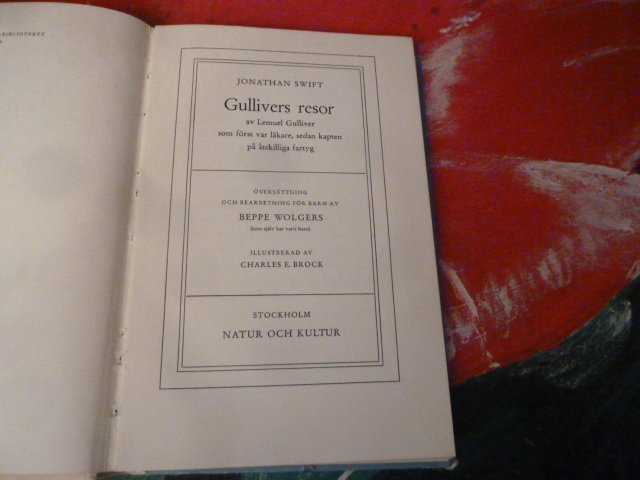 JONATHAN SWIFT
Gullivers resor
av Lemuel Gulliver
som först var läkare, sedan kapten
på åtskilliga fartyg
ÖVERSÄTTNING
OCH BEARBETNING FÖR BARN AV
BEPPE WOLGERS
(som själv har varit barn)
ILLUSTRERAD AV
CHARLES E. BROCK
STOCKHOLM
NATUR OCH KULTUR